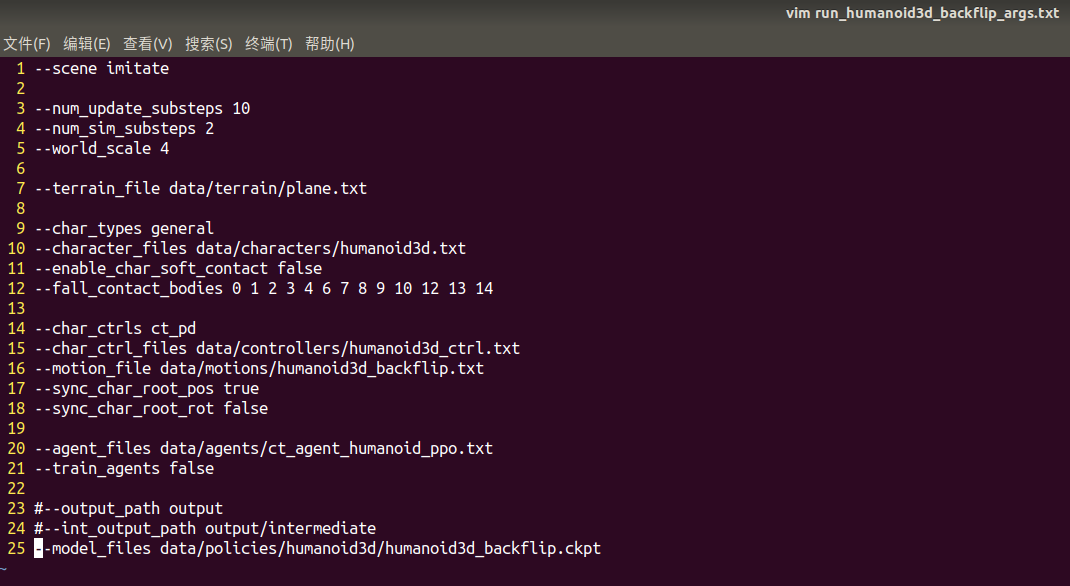 vim run_humanoid3d_backflip_args.txt
文件(F) 编辑(E) 查看(V) 搜索(S) 终端(T) 帮助(H)
1 --scene imitate
2
3 --num_update_substeps 10
4 --num_sim_substeps 2
5 --world_scale 4
6
7 --terrain_file data/terrain/plane.txt
8
9 --char_types general
10 --character_files data/characters/humanoid3d.txt
11 --enable_char_soft_contact false
12 --fall_contact_bodies 0 1 2 3 4 6 7 8 9 10 12 13 14
13
14 --char_ctrls ct_pd
15 --char_ctrl_files data/controllers/humanoid3d_ctrl.txt
16 --motion_file data/motions/humanoid3d_backflip.txt
17 --sync_char_root_pos true
18 --sync_char_root_rot false
19
20 --agent_files data/agents/ct_agent_humanoid_ppo.txt
21 --train_agents false
22
23 #--output_path output
24 #--int_output_path output/intermediate
25 --model_files data/policies/humanoid3d/humanoid3d_backflip.ckpt
~